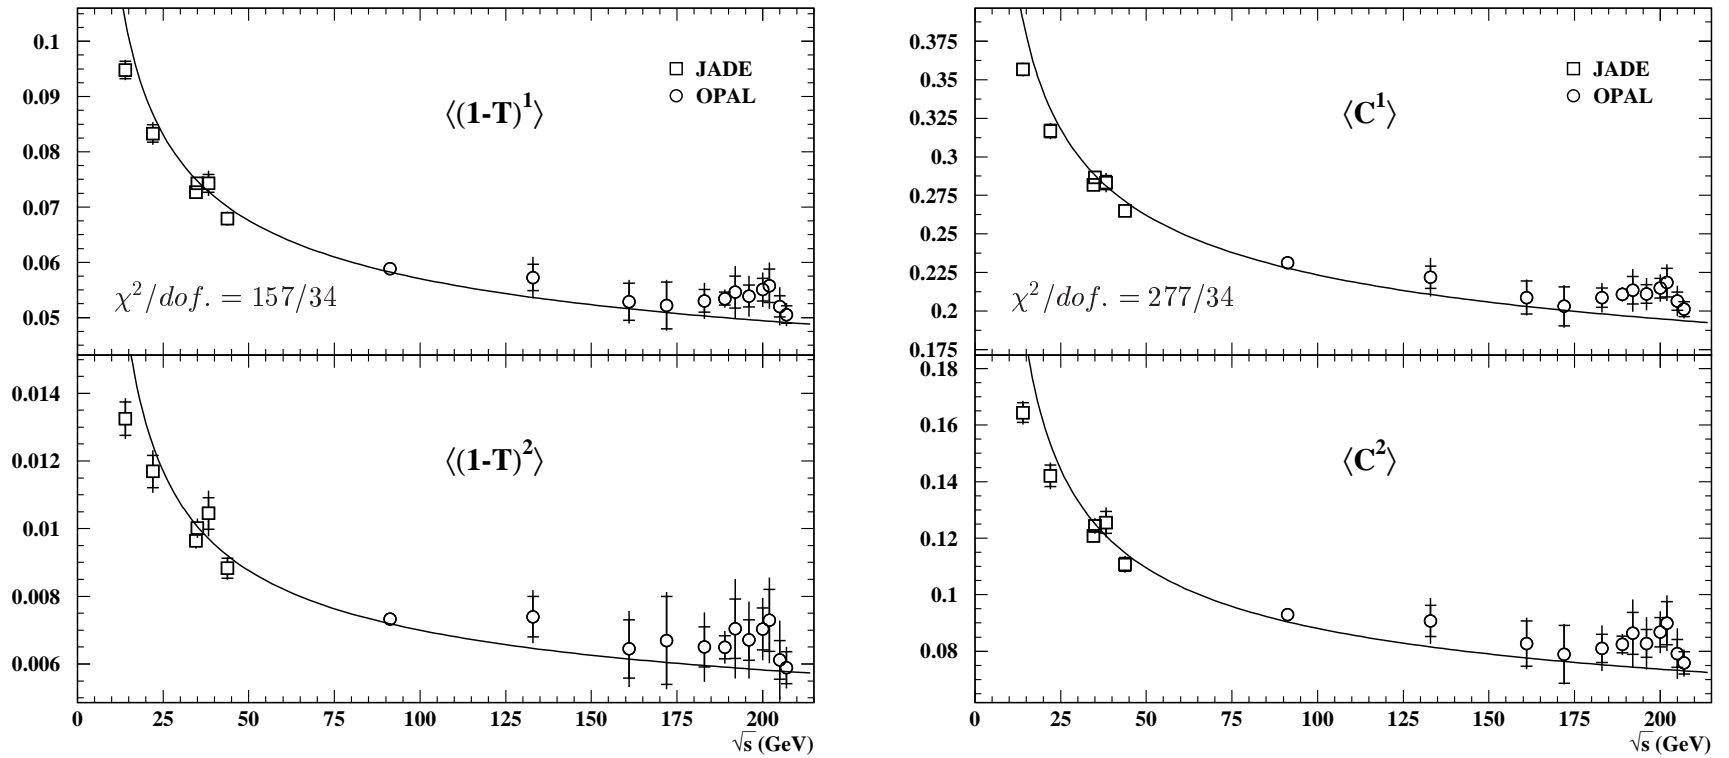 0.1
0.09
0.08
0.07
0.06
0.05
JADE
OPAL
⟨(1-T)¹⟩
χ²/dof. = 157/34
0.014
0.012
0.01
0.008
0.006
⟨(1-T)²⟩
0 25 50 75 100 125 150 175 200
√s (GeV)
0.375
0.35
0.325
0.3
0.275
0.25
0.225
0.2
0.175
JADE
OPAL
⟨C¹⟩
χ²/dof. = 277/34
0.18
0.16
0.14
0.12
0.1
0.08
⟨C²⟩
0 25 50 75 100 125 150 175 200
√s (GeV)